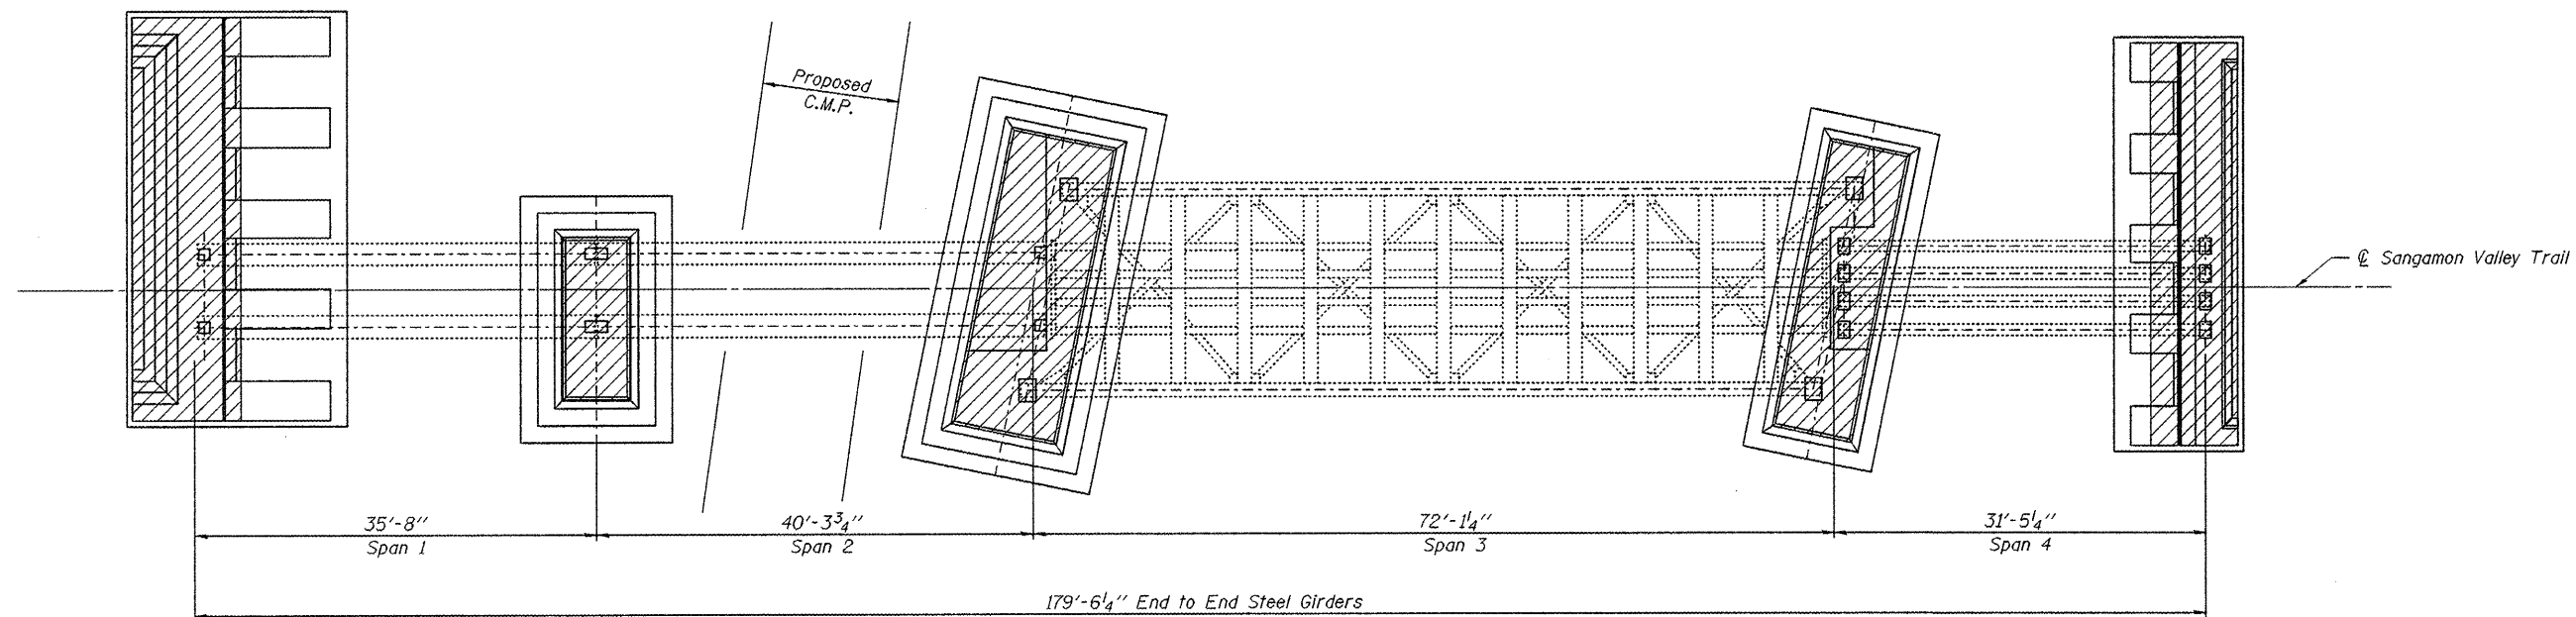 Proposed
C.M.P.
℄ Sangamon Valley Trail
35'-8"
Span 1
40'-3¾"
Span 2
72'-1¼"
Span 3
31'-5¼"
Span 4
179'-6¼" End to End Steel Girders